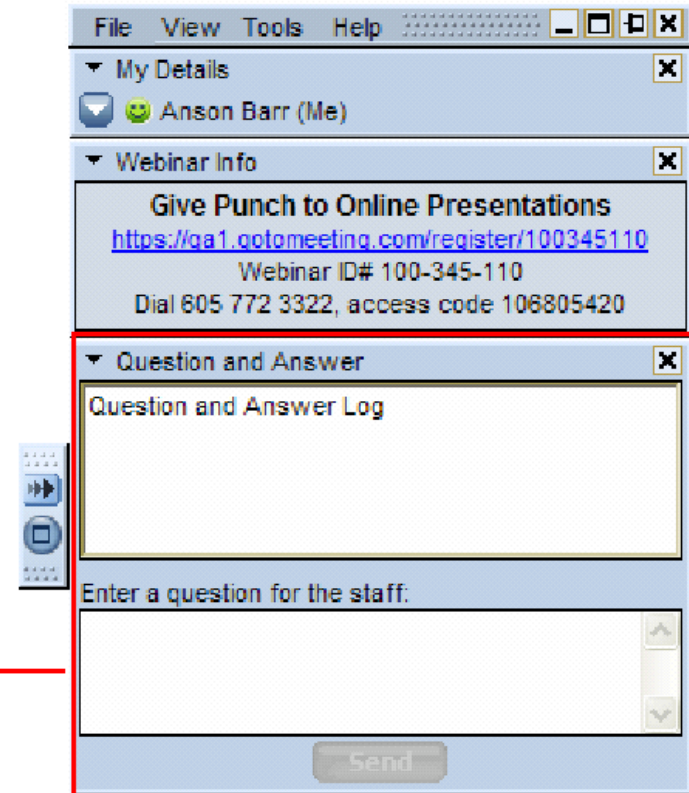 File View Tools Help
My Details
Anson Barr (Me)
Webinar Info
Give Punch to Online Presentations
https://qa1.gotomeeting.com/register/100345110
Webinar ID# 100-345-110
Dial 605 772 3322, access code 106805420
Question and Answer
Question and Answer Log
Enter a question for the staff:
Send